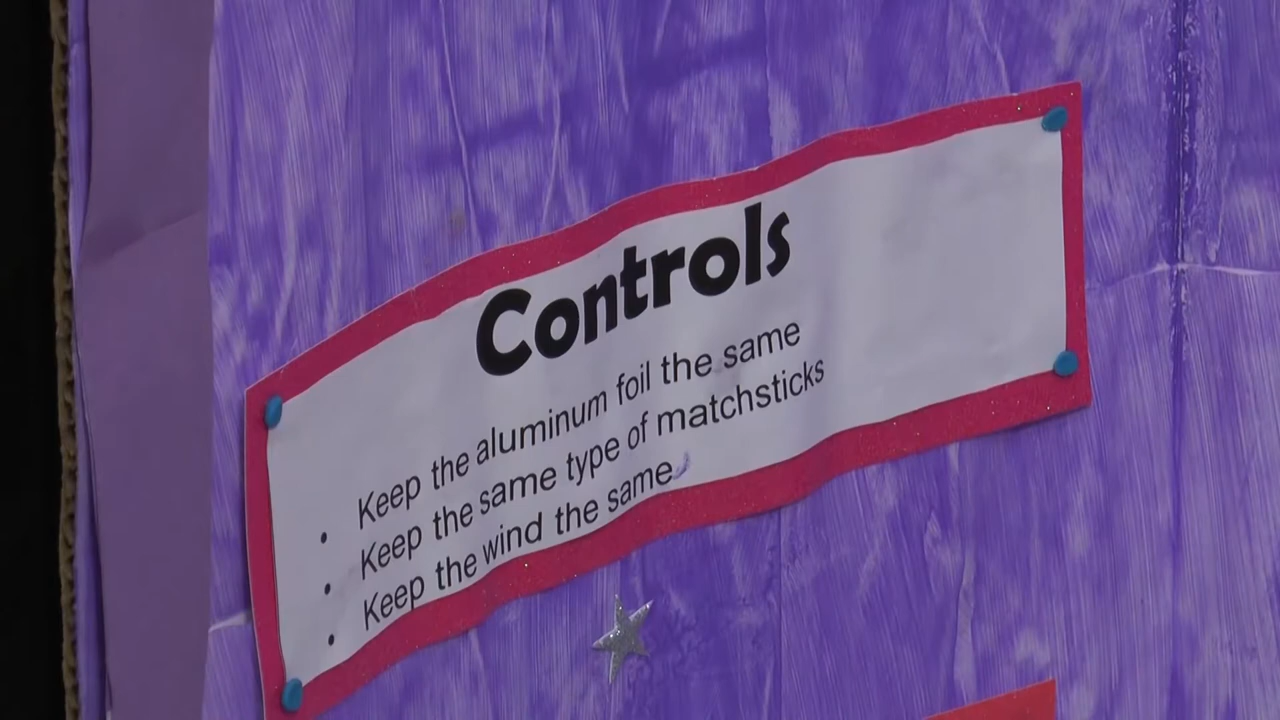 Controls
• Keep the aluminum foil the same
• Keep the same type of matchsticks
• Keep the wind the same